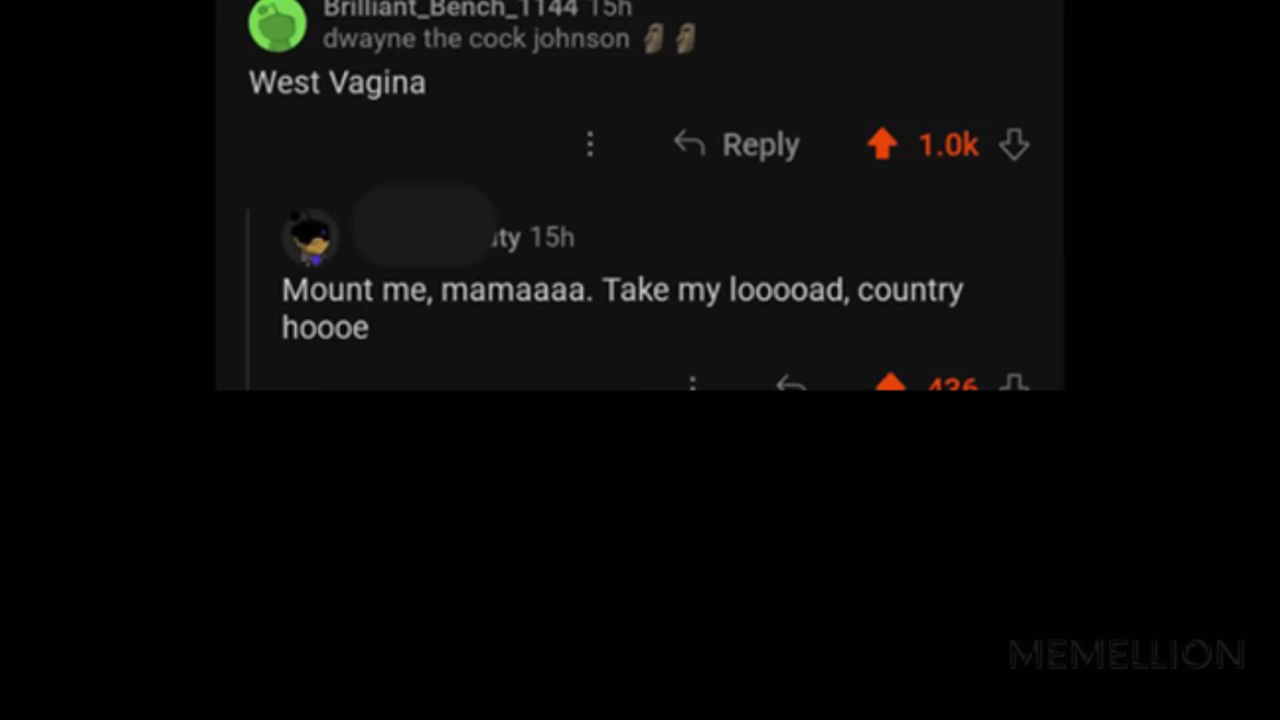 Brilliant_Bench_1144 15h
dwayne the cock johnson 🗿🗿
West Vagina
Reply 1.0k
ty 15h
Mount me, mamaaaa. Take my looooad, country
hoooe
436
MEMELLION